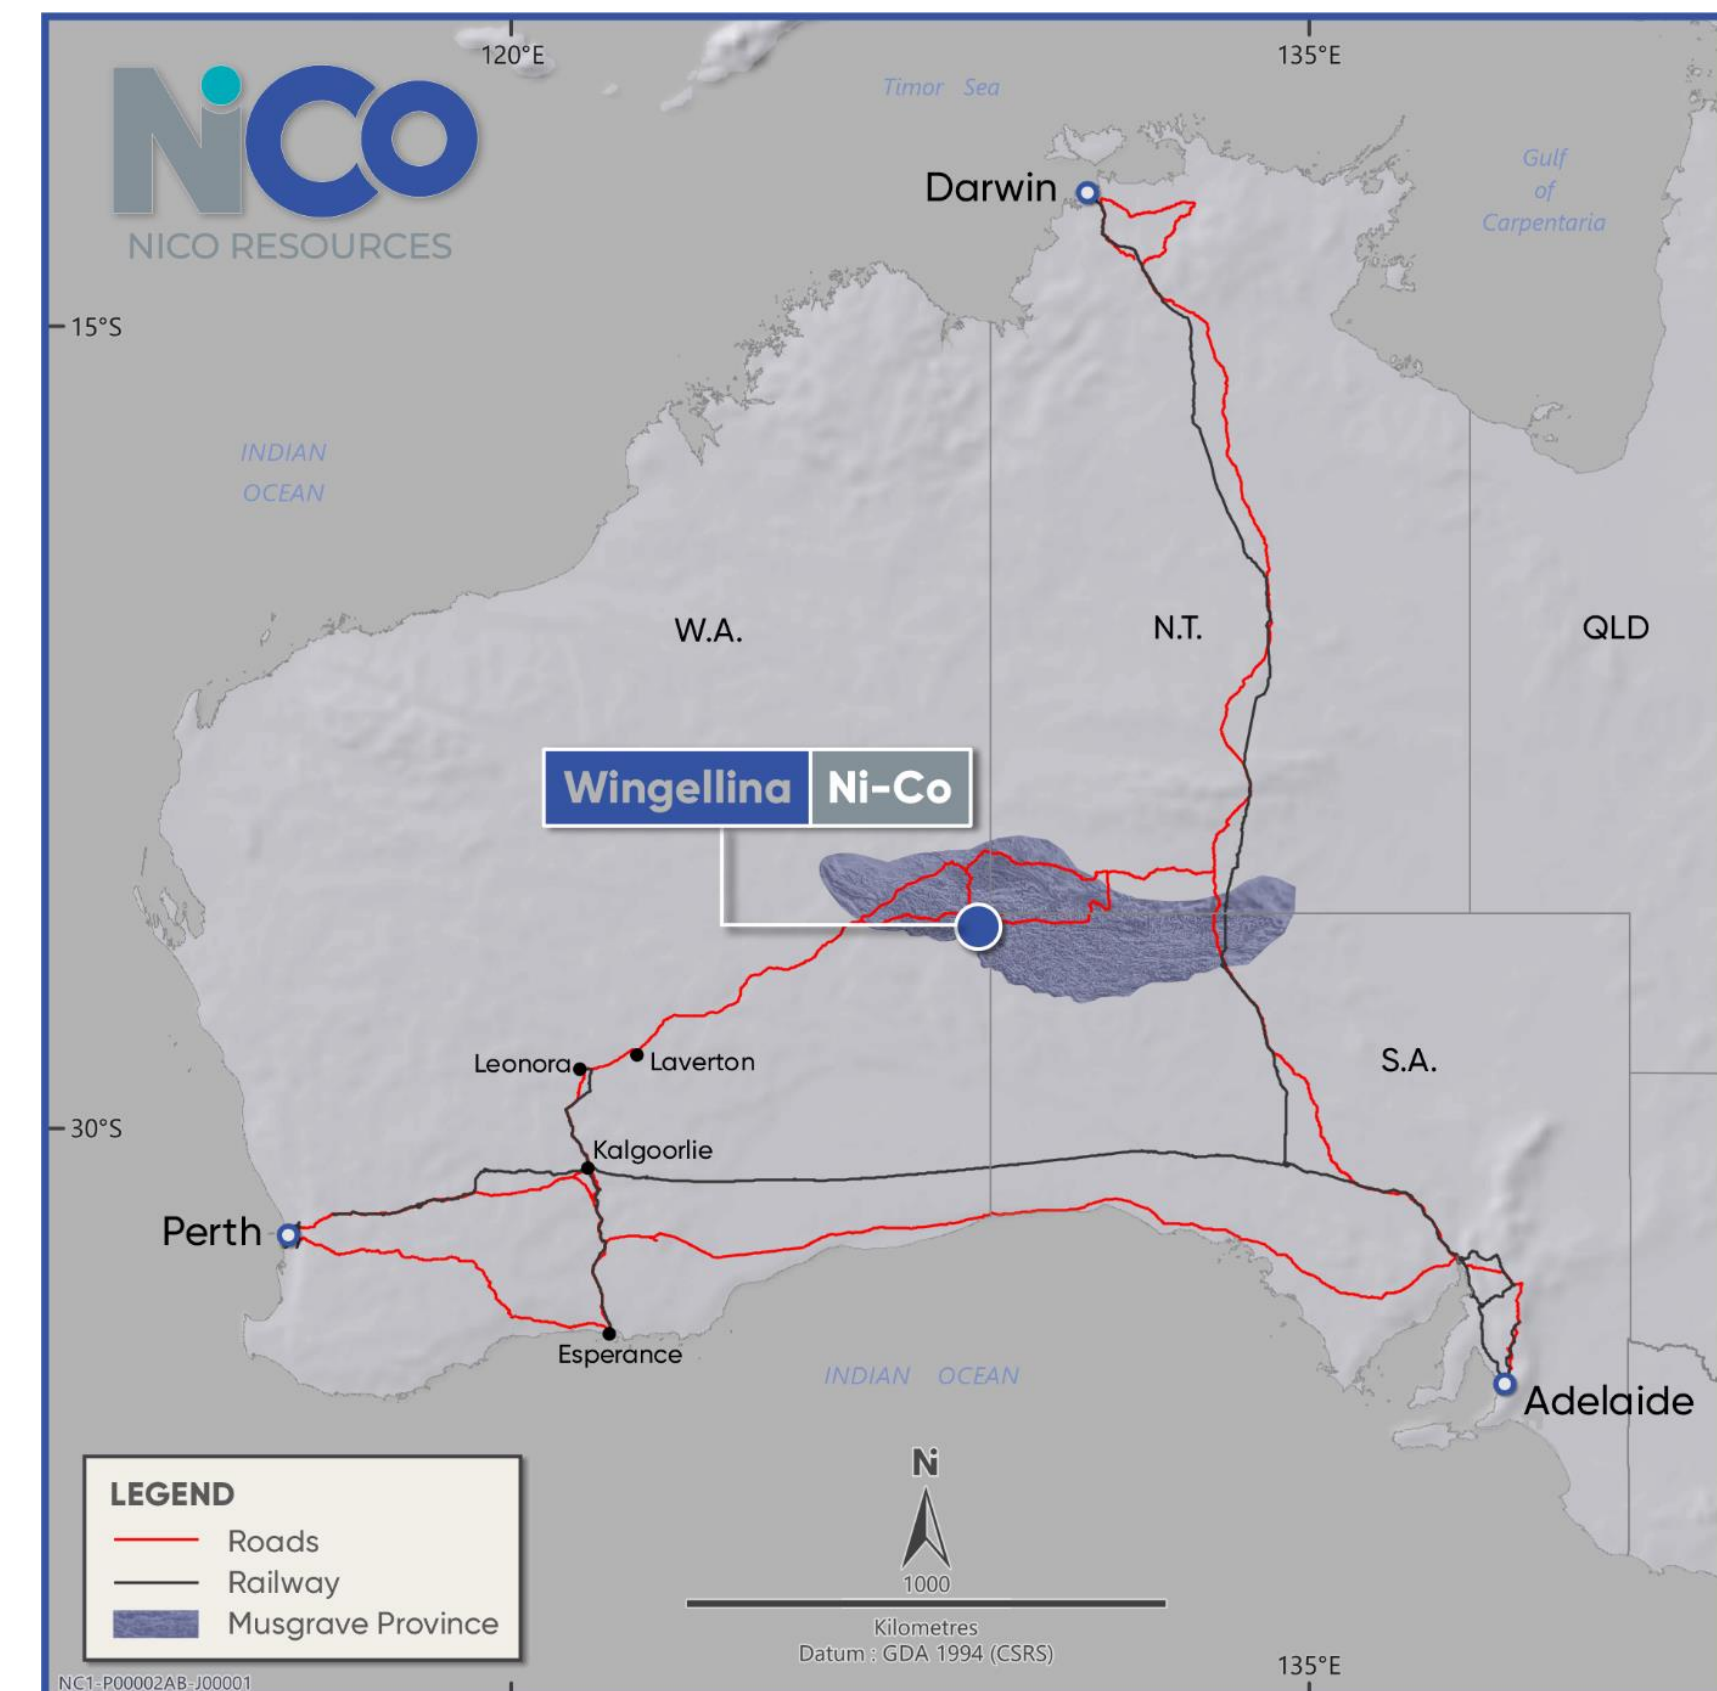 120°E
135°E
NiCo
NICO RESOURCES
Timor Sea
Gulf
of
Carpentaria
Darwin
15°S
INDIAN
OCEAN
W.A.
N.T.
QLD
Wingellina Ni-Co
Leonora
Laverton
S.A.
30°S
Kalgoorlie
Perth
Esperance
INDIAN OCEAN
Adelaide
N
LEGEND
Roads
Railway
Musgrave Province
1000
Kilometres
Datum : GDA 1994 (CSRS)
135°E
NC1-P00002AB-J00001